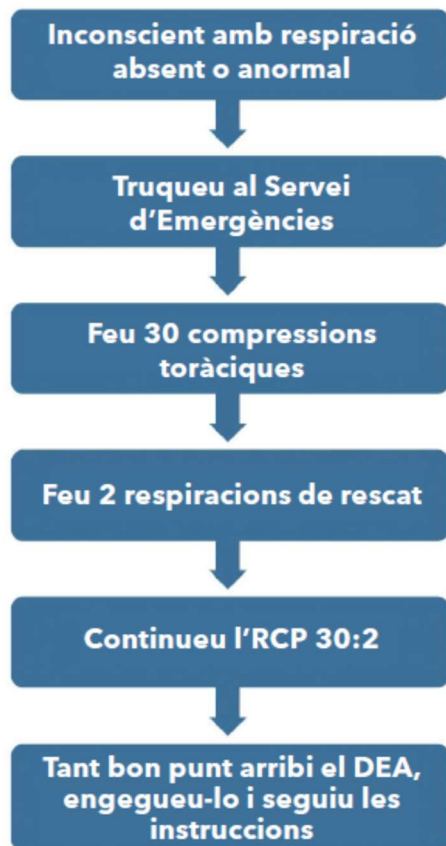 Inconscient amb respiració
absent o anormal
Truqueu al Servei
d’Emergències
Feu 30 compressions
toràciques
Feu 2 respiracions de rescat
Continueu l’RCP 30:2
Tant bon punt arribi el DEA,
engegueu-lo i seguiu les
instruccions